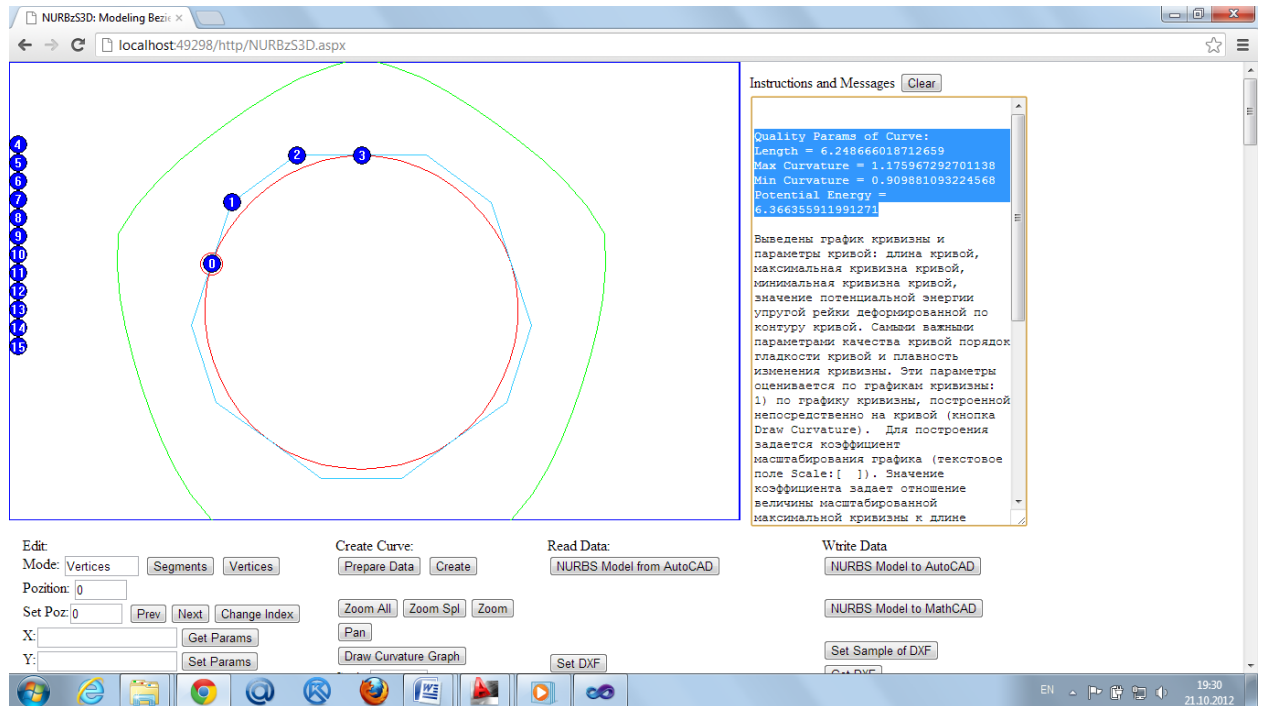 NURBzS3D: Modeling Bezie
localhost:49298/http/NURBzS3D.aspx
Instructions and Messages Clear
Quality Params of Curve:
Length = 6.248666018712659
Max Curvature = 1.175967292701138
Min Curvature = 0.909881093224568
Potential Energy =
6.366355911991271
Выведены график кривизны и
параметры кривой: длина кривой,
максимальная кривизна кривой,
минимальная кривизна кривой,
значение потенциальной энергии
упругой рейки деформированной по
контуру кривой. Самыми важными
параметрами качества кривой порядок
гладкости кривой и плавность
изменения кривизны. Эти параметры
оценивается по графикам кривизны:
1) по графику кривизны, построенной
непосредственно на кривой (кнопка
Draw Curvature).  Для построения
задается коэффициент
масштабирования графика (текстовое
поле Scale:[  ]). Значение
коэффициента задает отношение
величины масштабированной
максимальной кривизны к длине
2
3
1
0
4
5
6
7
8
9
10
11
12
13
14
15
Edit:
Mode: Vertices Segments Vertices
Pozition: 0
Set Poz: 0 Prev Next Change Index
X: Get Params
Y: Set Params
Create Curve:
Prepare Data Create
Zoom All Zoom Spl Zoom
Pan
Draw Curvature Graph
Read Data:
NURBS Model from AutoCAD
Set DXF
Wtrite Data
NURBS Model to AutoCAD
NURBS Model to MathCAD
Set Sample of DXF
Get DXF
EN
19:30
21.10.2012